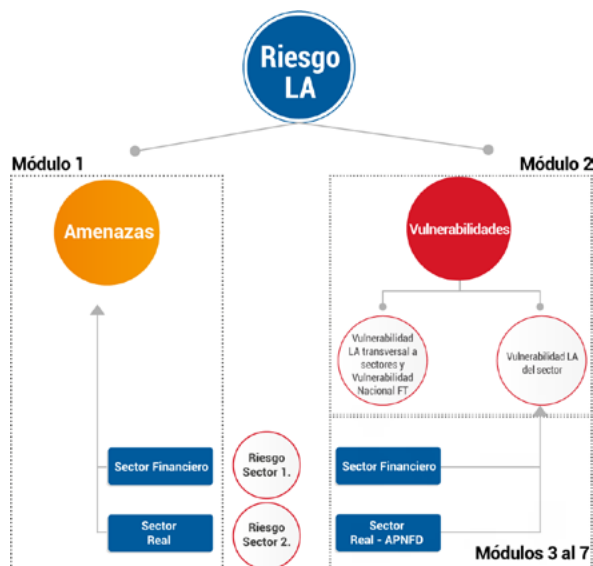 Riesgo
LA
Módulo 1
Módulo 2
Amenazas
Vulnerabilidades
Vulnerabilidad
LA transversal a
sectores y
Vulnerabilidad
Nacional FT
Vulnerabilidad LA
del sector
Sector Financiero
Riesgo
Sector 1.
Sector Financiero
Sector
Real
Riesgo
Sector 2.
Sector
Real - APNFD
Módulos 3 al 7